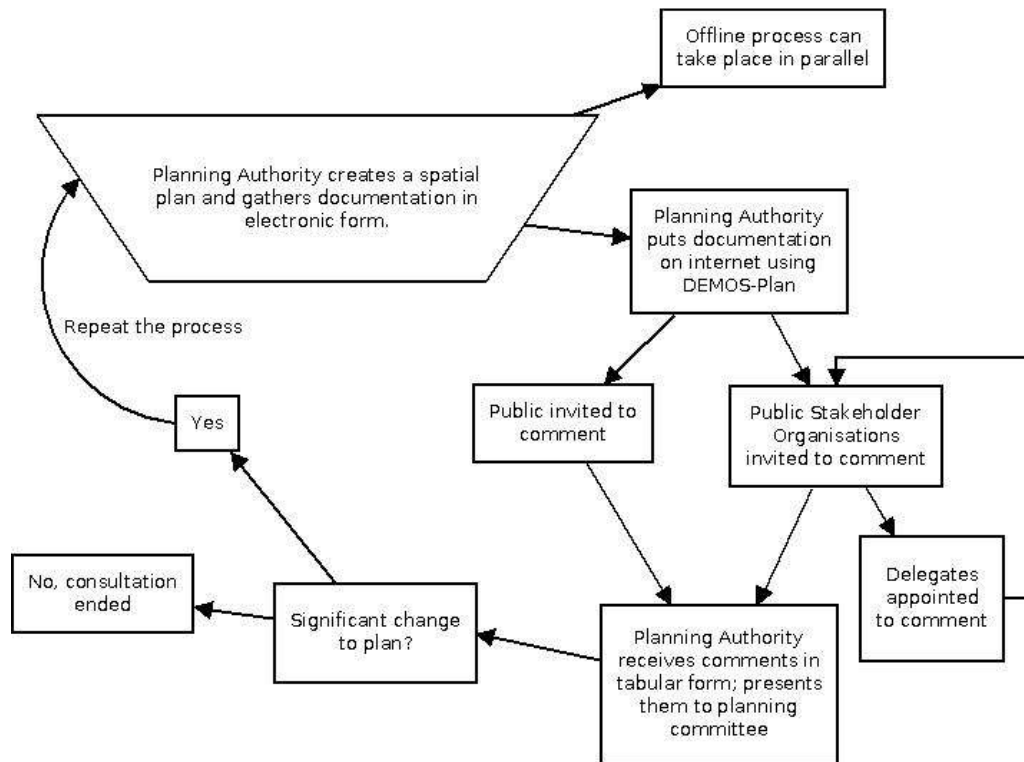 Offline process can
take place in parallel
Planning Authority creates a spatial
plan and gathers documentation in
electronic form.
Planning Authority
puts documentation
on internet using
DEMOS-Plan
Repeat the process
Public invited to
comment
Public Stakeholder
Organisations
invited to comment
Yes
No, consultation
ended
Significant change
to plan?
Planning Authority
receives comments in
tabular form; presents
them to planning
committee
Delegates
appointed
to comment